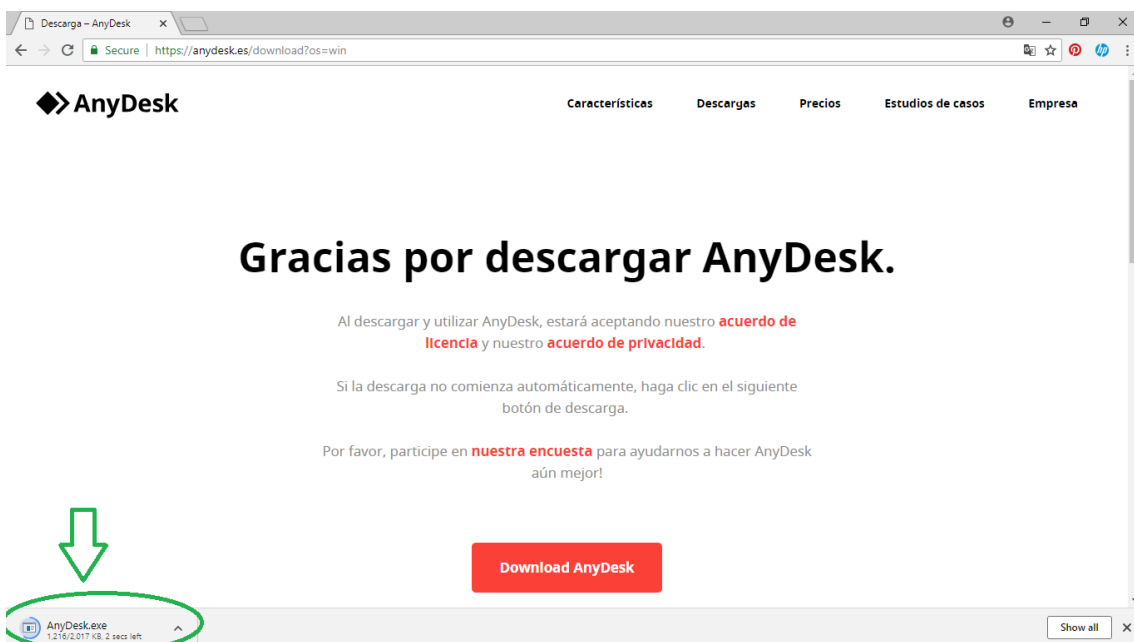 Descarga – AnyDesk
Secure | https://anydesk.es/download?os=win
AnyDesk
Características Descargas Precios Estudios de casos Empresa
Gracias por descargar AnyDesk.
Al descargar y utilizar AnyDesk, estará aceptando nuestro acuerdo de
licencia y nuestro acuerdo de privacidad.
Si la descarga no comienza automáticamente, haga clic en el siguiente
botón de descarga.
Por favor, participe en nuestra encuesta para ayudarnos a hacer AnyDesk
aún mejor!
Download AnyDesk
AnyDesk.exe
1.216/2.017 KB, 2 secs left
Show all